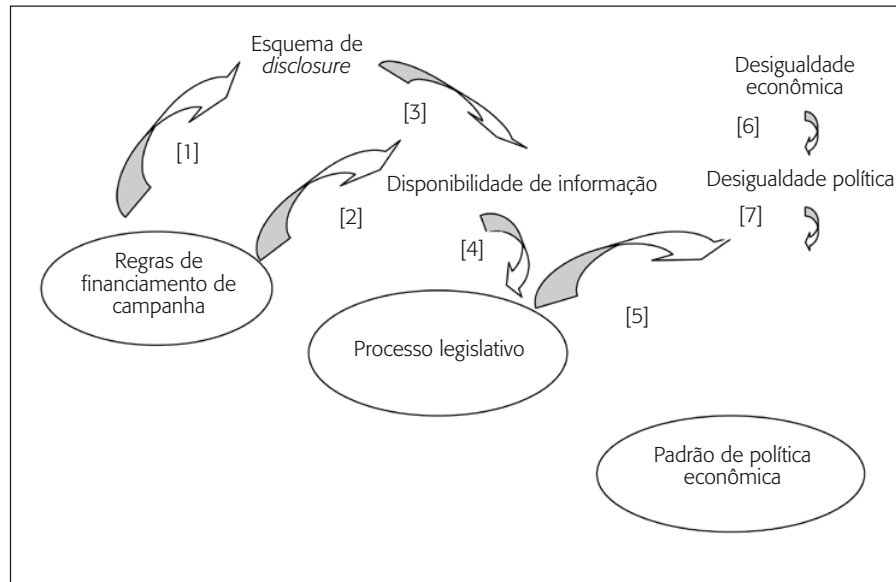 Esquema de
disclosure
Desigualdade
econômica
[3]
[6]
[1]
Disponibilidade de informação
Desigualdade política
[2]
[7]
[4]
Regras de
financiamento de
campanha
[5]
Processo legislativo
Padrão de política
econômica